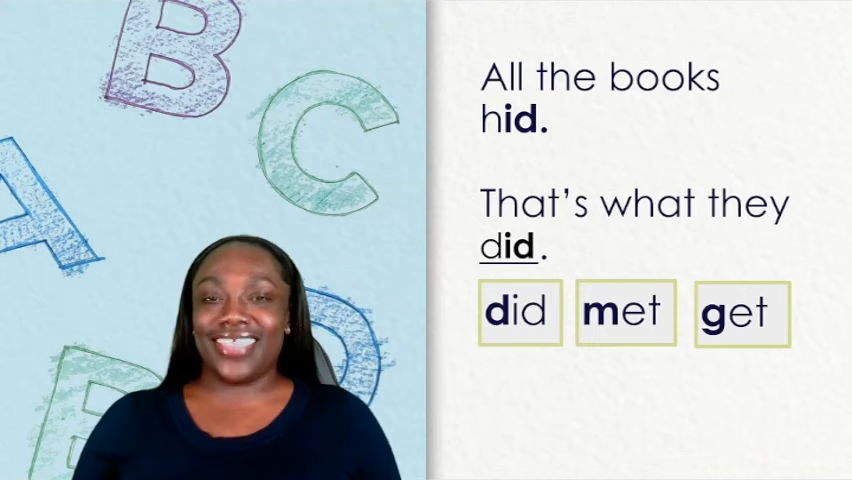 B
C
A
D
E
All the books
hid.
That's what they
did.
did met get